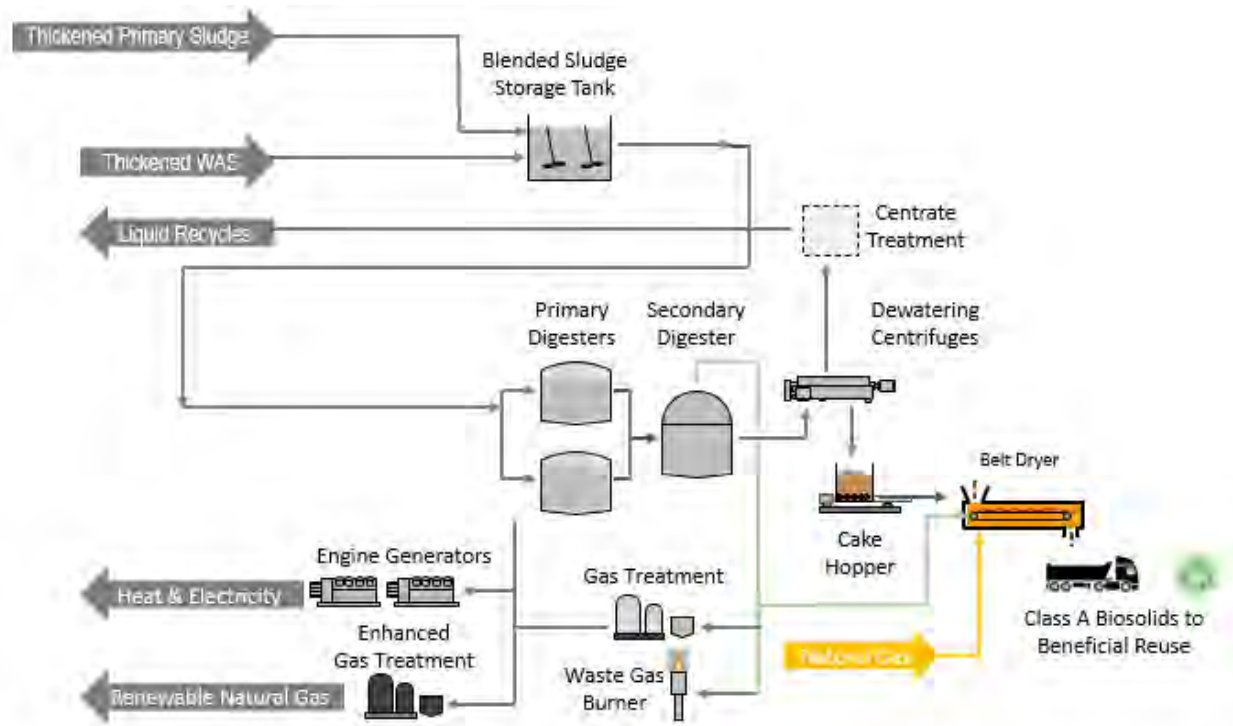 Thickened Primary Sludge
Blended Sludge
Storage Tank
Thickened WAS
Liquid Recycles
Centrate
Treatment
Primary
Digesters
Secondary
Digester
Dewatering
Centrifuges
Belt Dryer
Cake
Hopper
Engine Generators
Gas Treatment
Heat & Electricity
Class A Biosolids to
Beneficial Reuse
Enhanced
Gas Treatment
Natural Gas
Waste Gas
Burner
Renewable Natural Gas